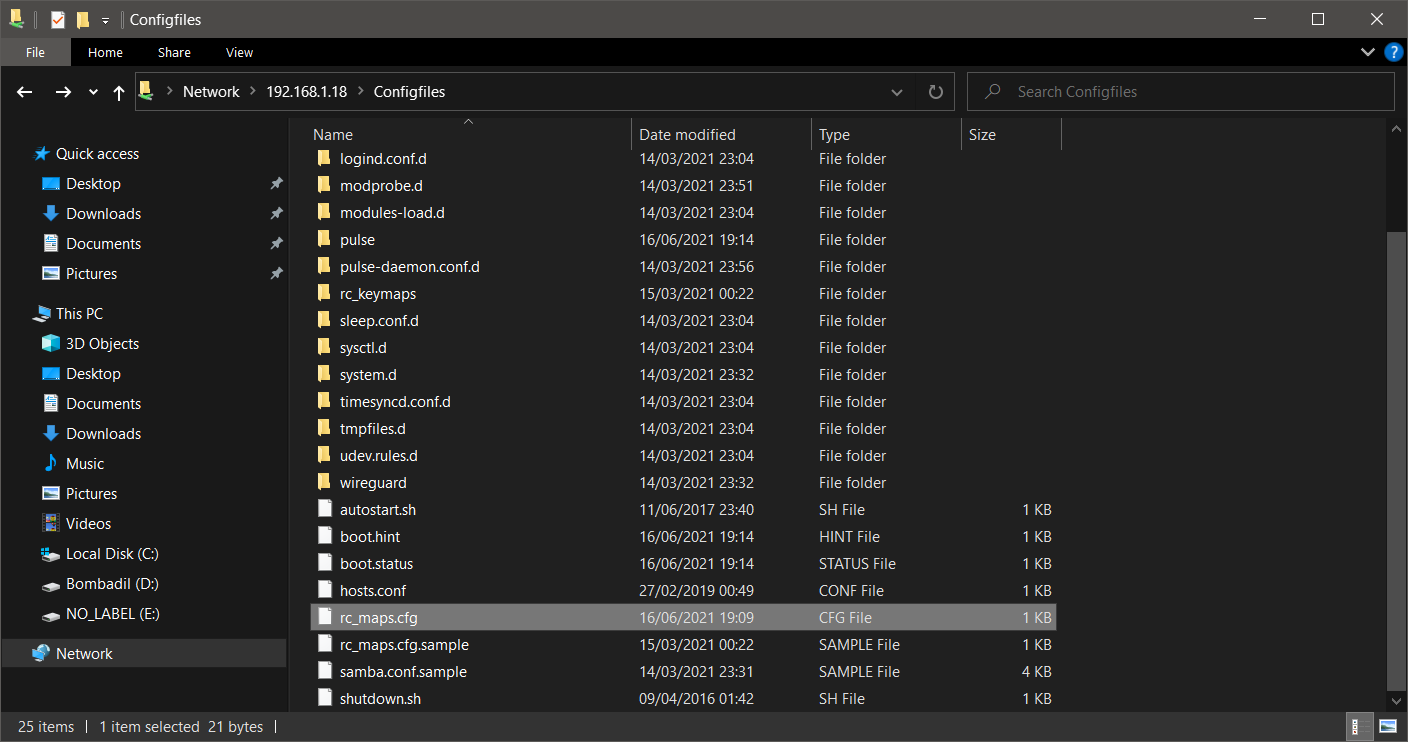 Configfiles
File Home Share View
Network 192.168.1.18 Configfiles Search Configfiles
Quick access
Desktop
Downloads
Documents
Pictures
This PC
3D Objects
Desktop
Documents
Downloads
Music
Pictures
Videos
Local Disk (C:)
Bombadil (D:)
NO_LABEL (E:)
Network
Name Date modified Type Size
logind.conf.d 14/03/2021 23:04 File folder
modprobe.d 14/03/2021 23:51 File folder
modules-load.d 14/03/2021 23:04 File folder
pulse 16/06/2021 19:14 File folder
pulse-daemon.conf.d 14/03/2021 23:56 File folder
rc_keymaps 15/03/2021 00:22 File folder
sleep.conf.d 14/03/2021 23:04 File folder
sysctl.d 14/03/2021 23:04 File folder
system.d 14/03/2021 23:32 File folder
timesyncd.conf.d 14/03/2021 23:04 File folder
tmpfiles.d 14/03/2021 23:04 File folder
udev.rules.d 14/03/2021 23:04 File folder
wireguard 14/03/2021 23:32 File folder
autostart.sh 11/06/2017 23:40 SH File 1 KB
boot.hint 16/06/2021 19:14 HINT File 1 KB
boot.status 16/06/2021 19:14 STATUS File 1 KB
hosts.conf 27/02/2019 00:49 CONF File 1 KB
rc_maps.cfg 16/06/2021 19:09 CFG File 1 KB
rc_maps.cfg.sample 15/03/2021 00:22 SAMPLE File 1 KB
samba.conf.sample 14/03/2021 23:31 SAMPLE File 4 KB
shutdown.sh 09/04/2016 01:42 SH File 1 KB
25 items 1 item selected 21 bytes